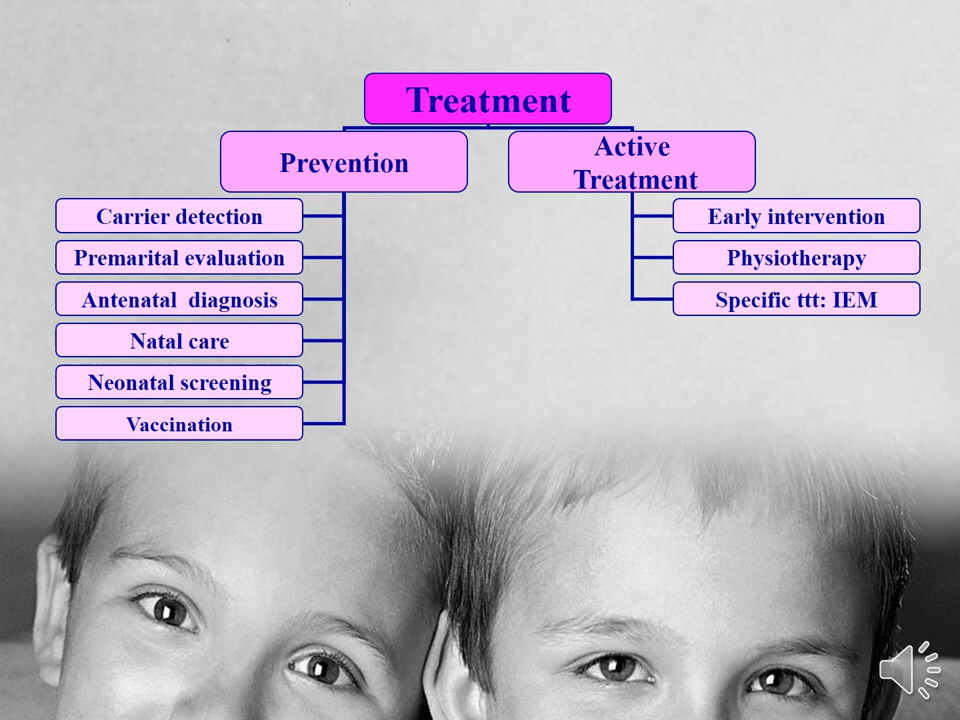 Treatment
Prevention
Active
Treatment
Carrier detection
Premarital evaluation
Antenatal  diagnosis
Natal care
Neonatal screening
Vaccination
Early intervention
Physiotherapy
Specific ttt: IEM